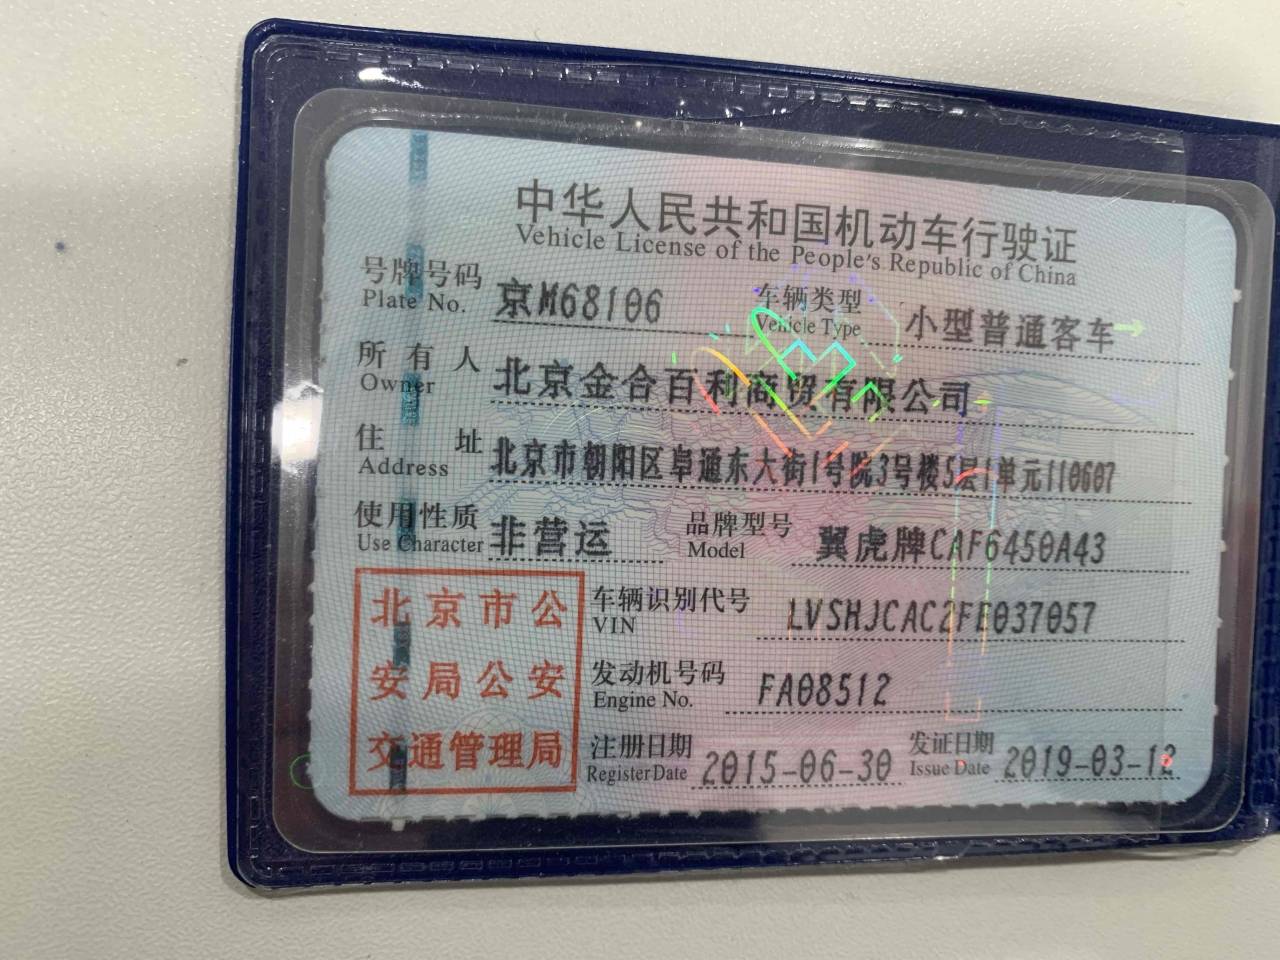 中华人民共和国机动车行驶证
Vehicle License of the People's Republic of China
号牌号码 京M68106 车辆类型 小型普通客车
Plate No. Vehicle Type
所有人 北京金合百利商贸有限公司
Owner
住址 北京市朝阳区阜通东大街1号院3号楼5层1单元110607
Address
使用性质 非营运 品牌型号 翼虎牌CAF6450A43
Use Character Model
北京市公
安局公安
交通管理局
车辆识别代号 LVSHJCAC2FE037057
VIN
发动机号码 FA08512
Engine No.
注册日期 2015-06-30 发证日期 2019-03-12
Register Date Issue Date